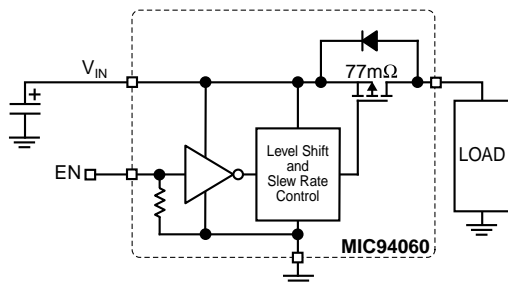 V_IN
+
77mΩ
EN
Level Shift
and
Slew Rate
Control
LOAD
MIC94060